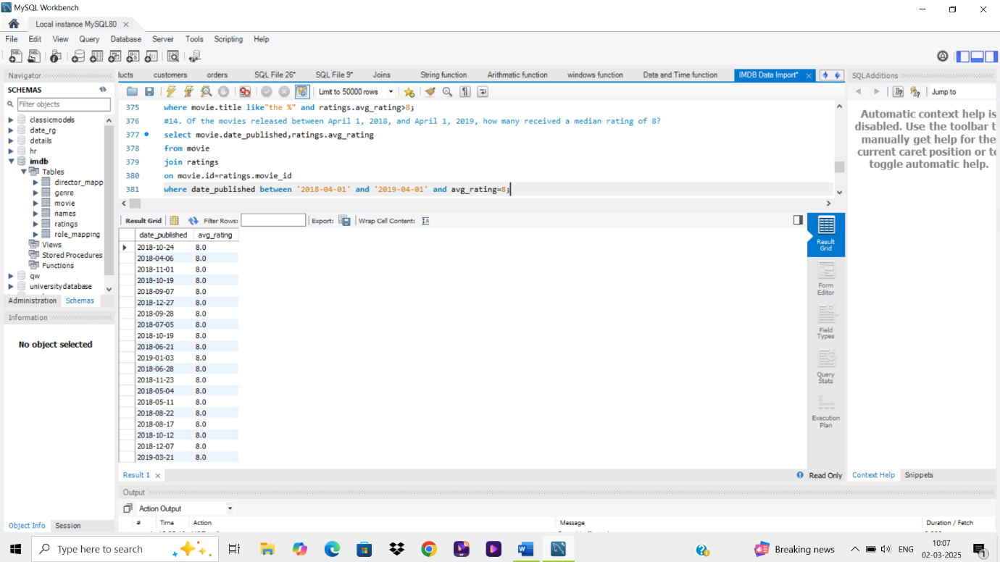 MySQL Workbench
Local instance MySQL80
File Edit View Query Database Server Tools Scripting Help
Navigator
SCHEMAS
Filter objects
classicmodels
date_rg
details
hr
imdb
Tables
director_mapp
genre
movie
names
ratings
role_mapping
Views
Stored Procedures
Functions
qw
universitydatabase
Administration Schemas
Information
No object selected
Object Info Session
ucts customers orders SQL File 26* SQL File 9* Joins String function Arithmatic function windows function Data and Time function IMDB Data Import*
Limit to 50000 rows
375 where movie.title like"the %" and ratings.avg_rating>8;
376 #14. Of the movies released between April 1, 2018, and April 1, 2019, how many received a median rating of 8?
377 select movie.date_published,ratings.avg_rating
378 from movie
379 join ratings
380 on movie.id=ratings.movie_id
381 where date_published between '2018-04-01' and '2019-04-01' and avg_rating=8;
Result Grid Filter Rows: Export: Wrap Cell Content:
date_published avg_rating
2018-10-24 8.0
2018-04-06 8.0
2018-11-01 8.0
2018-10-19 8.0
2018-09-07 8.0
2018-12-27 8.0
2018-09-28 8.0
2018-07-05 8.0
2018-10-19 8.0
2018-06-21 8.0
2019-01-03 8.0
2018-06-28 8.0
2018-11-23 8.0
2018-05-04 8.0
2018-05-11 8.0
2018-08-22 8.0
2018-08-17 8.0
2018-10-12 8.0
2018-12-07 8.0
2019-03-21 8.0
Result Grid
Form Editor
Field Types
Query Stats
Execution Plan
Result 1
Read Only
Output
Action Output
# Time Action Message Duration / Fetch
SQLAdditions
Jump to
Automatic context help is
disabled. Use the toolbar t
manually get help for the
current caret position or to
toggle automatic help.
Context Help Snippets
Type here to search
Breaking news
ENG
10:07
02-03-2025
1